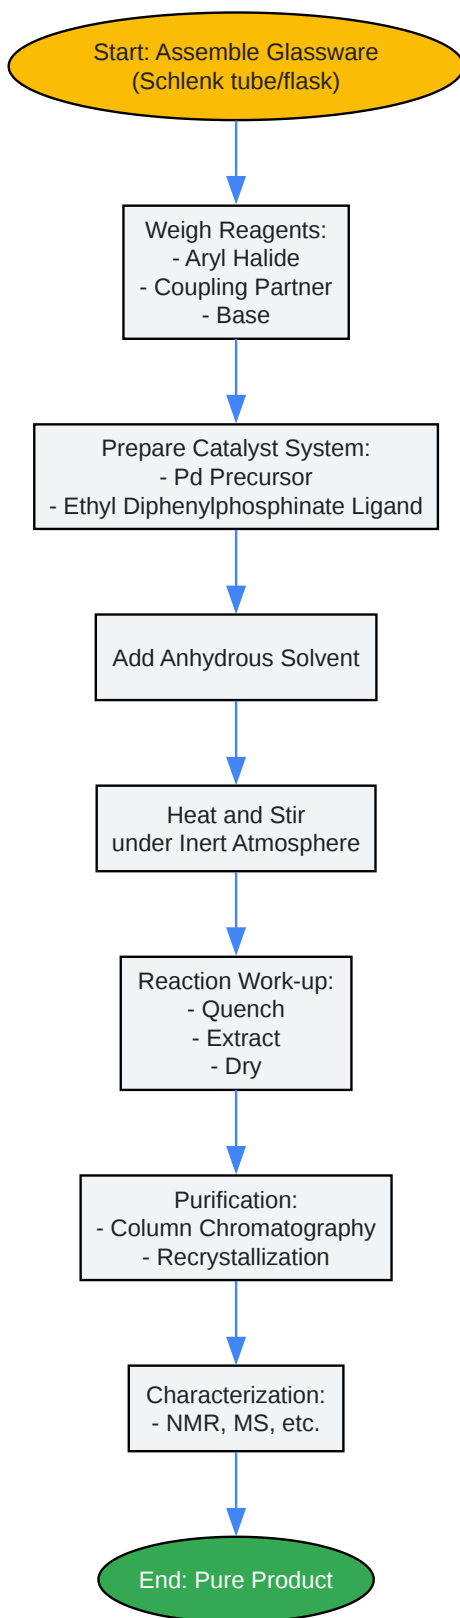 Start: Assemble Glassware
(Schlenk tube/flask)
Weigh Reagents:
- Aryl Halide
- Coupling Partner
- Base
Prepare Catalyst System:
- Pd Precursor
- Ethyl Diphenylphosphinate Ligand
Add Anhydrous Solvent
Heat and Stir
under Inert Atmosphere
Reaction Work-up:
- Quench
- Extract
- Dry
Purification:
- Column Chromatography
- Recrystallization
Characterization:
- NMR, MS, etc.
End: Pure Product